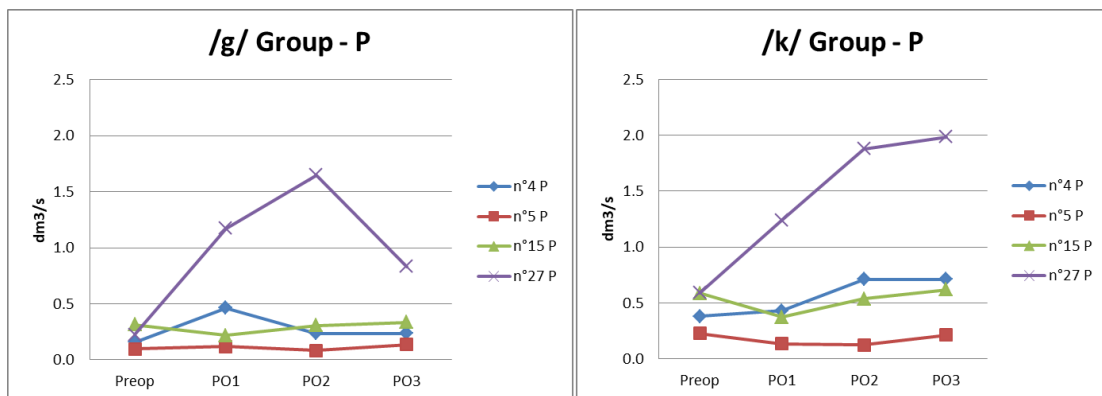 /g/ Group - P
2.5
2.0
1.5
1.0
0.5
0.0
dm3/s
Preop PO1 PO2 PO3
n°4 P
n°5 P
n°15 P
n°27 P
/k/ Group - P
2.5
2.0
1.5
1.0
0.5
0.0
dm3/s
Preop PO1 PO2 PO3
n°4 P
n°5 P
n°15 P
n°27 P